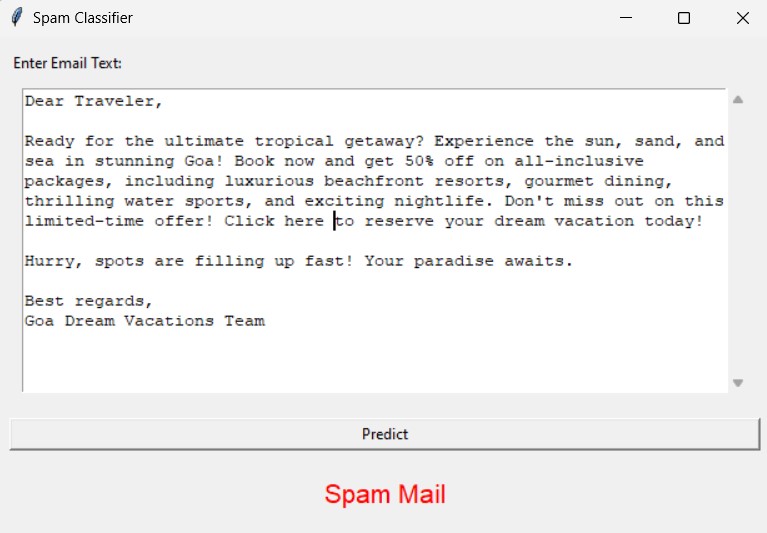 Spam Classifier
Enter Email Text:
Dear Traveler,
Ready for the ultimate tropical getaway? Experience the sun, sand, and
sea in stunning Goa! Book now and get 50% off on all-inclusive
packages, including luxurious beachfront resorts, gourmet dining,
thrilling water sports, and exciting nightlife. Don't miss out on this
limited-time offer! Click here to reserve your dream vacation today!
Hurry, spots are filling up fast! Your paradise awaits.
Best regards,
Goa Dream Vacations Team
Predict
Spam Mail